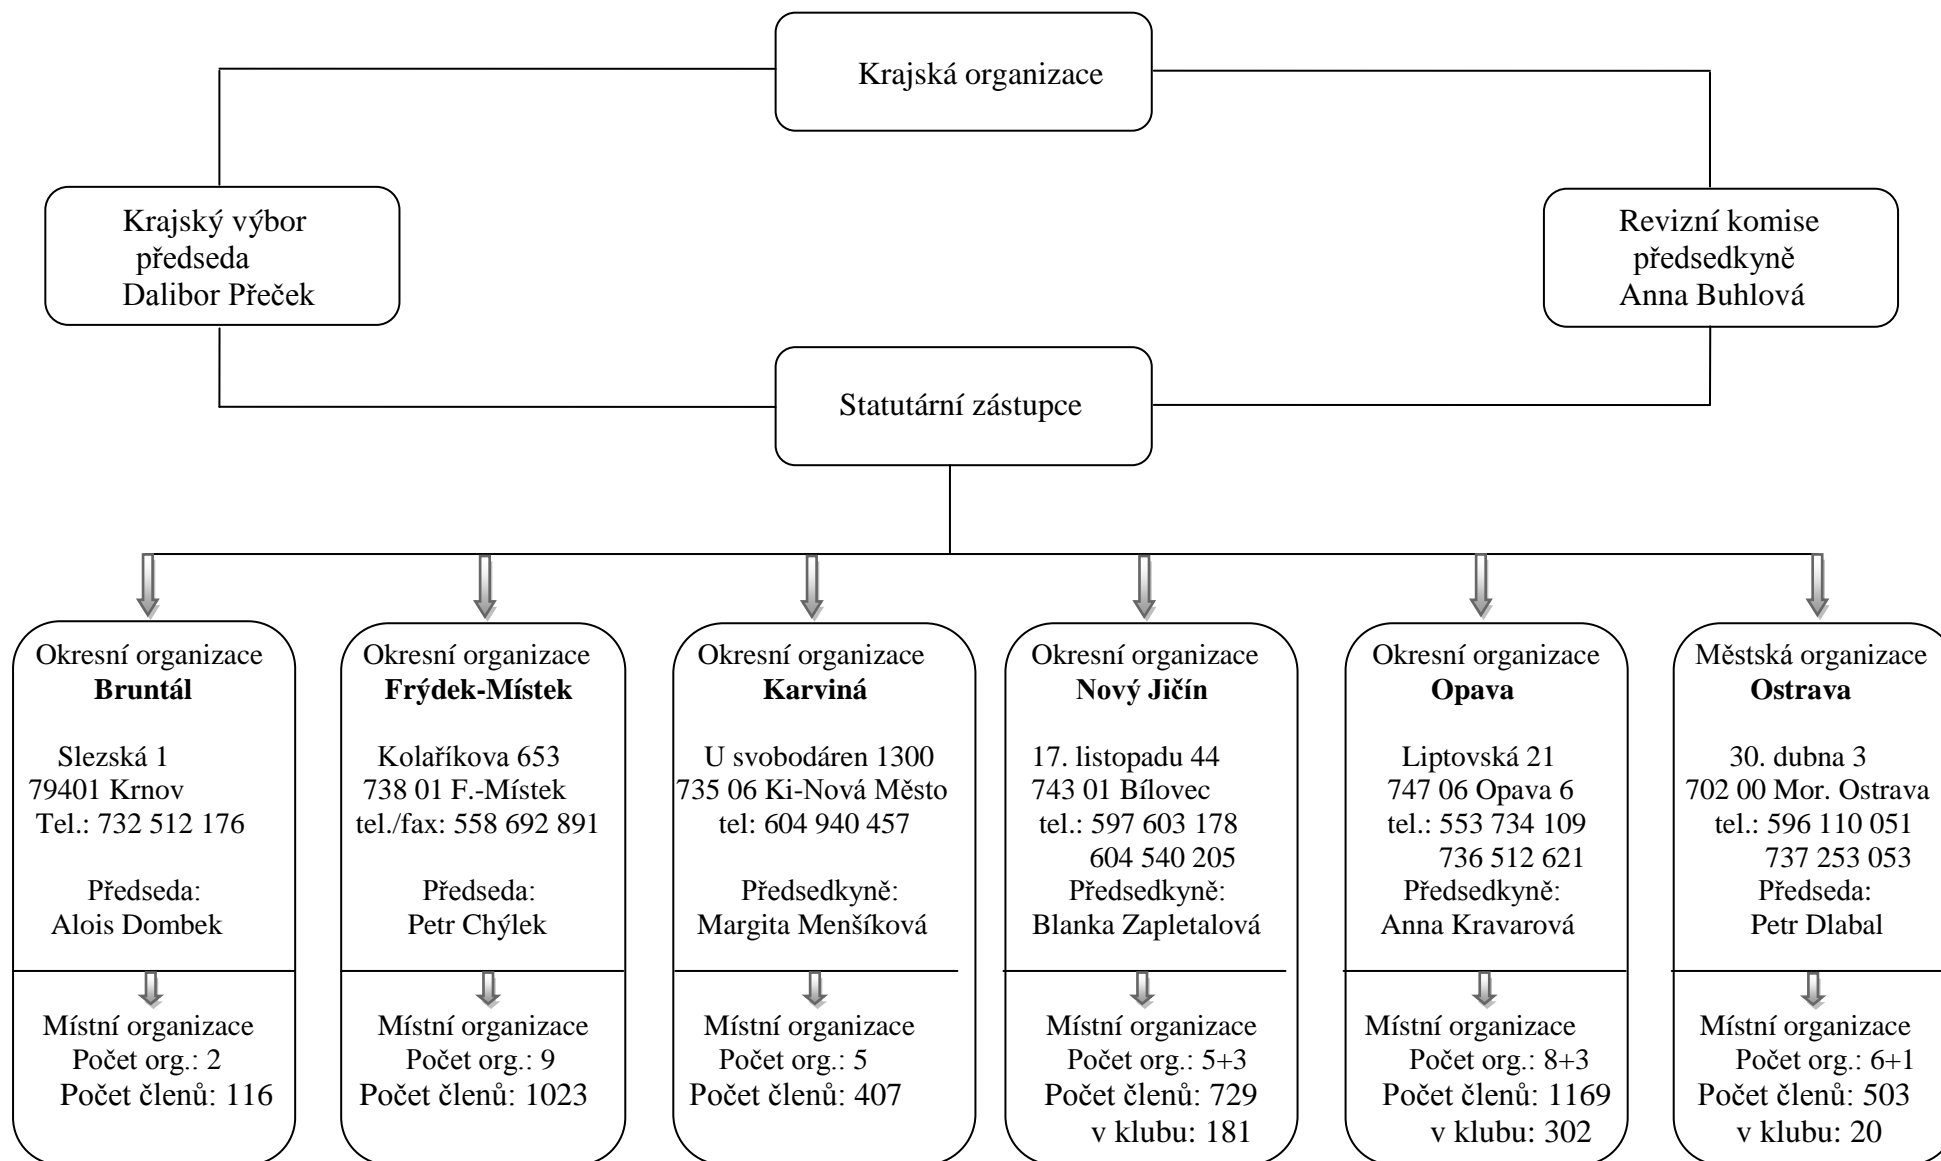 Krajská organizace
Krajský výbor
předseda
Dalibor Přeček
Revizní komise
předsedkyně
Anna Buhlová
Statutární zástupce
Okresní organizace
Bruntál
Slezská 1
79401 Krnov
Tel.: 732 512 176
Předseda:
Alois Dombek
Místní organizace
Počet org.: 2
Počet členů: 116
Okresní organizace
Frýdek-Místek
Kolaříkova 653
738 01 F.-Místek
tel./fax: 558 692 891
Předseda:
Petr Chýlek
Místní organizace
Počet org.: 9
Počet členů: 1023
Okresní organizace
Karviná
U svobodáren 1300
735 06 Ki-Nová Město
tel: 604 940 457
Předsedkyně:
Margita Menšíková
Místní organizace
Počet org.: 5
Počet členů: 407
Okresní organizace
Nový Jičín
17. listopadu 44
743 01 Bílovec
tel.: 597 603 178
604 540 205
Předsedkyně:
Blanka Zapletalová
Místní organizace
Počet org.: 5+3
Počet členů: 729
v klubu: 181
Okresní organizace
Opava
Liptovská 21
747 06 Opava 6
tel.: 553 734 109
736 512 621
Předsedkyně:
Anna Kravarová
Místní organizace
Počet org.: 8+3
Počet členů: 1169
v klubu: 302
Městská organizace
Ostrava
30. dubna 3
702 00 Mor. Ostrava
tel.: 596 110 051
737 253 053
Předseda:
Petr Dlabal
Místní organizace
Počet org.: 6+1
Počet členů: 503
v klubu: 20